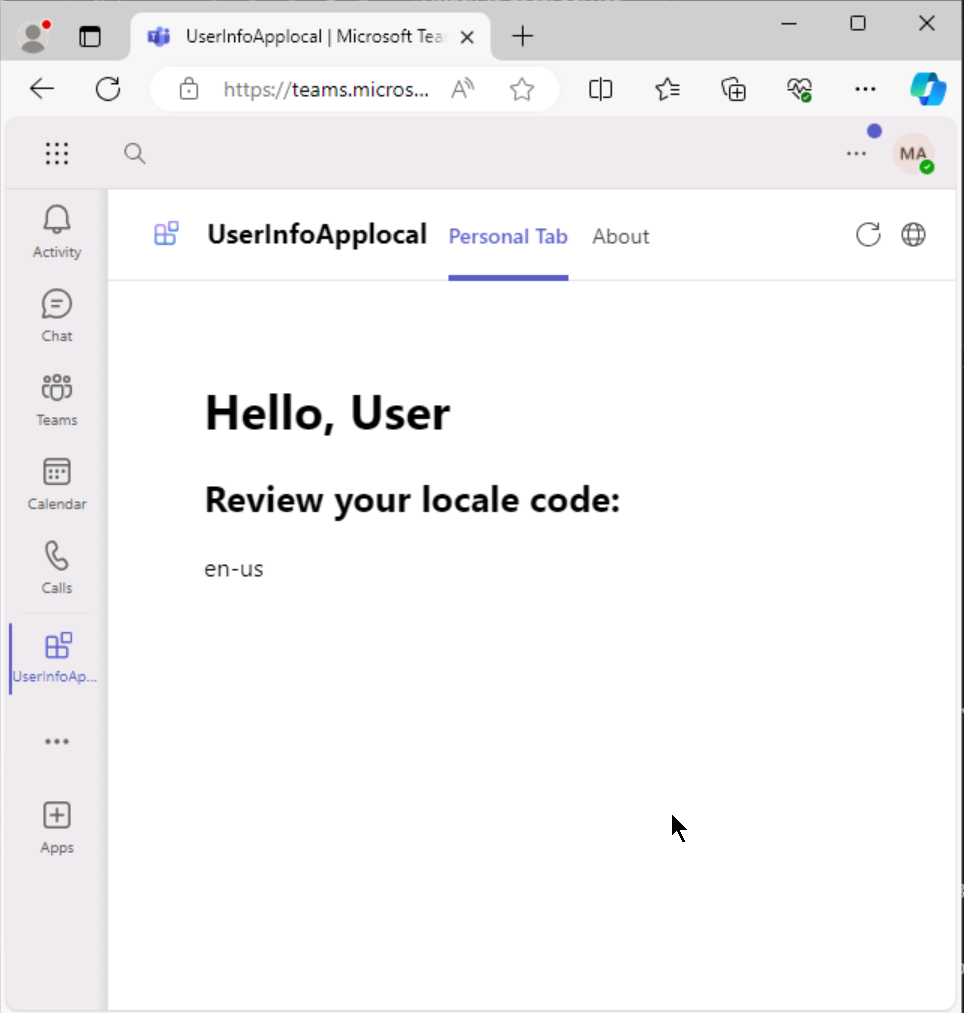 UserInfoApplocal | Microsoft Tea
https://teams.micros...
MA
Activity
Chat
Teams
Calendar
Calls
UserInfoAp...
Apps
UserInfoApplocal Personal Tab About
Hello, User
Review your locale code:
en-us